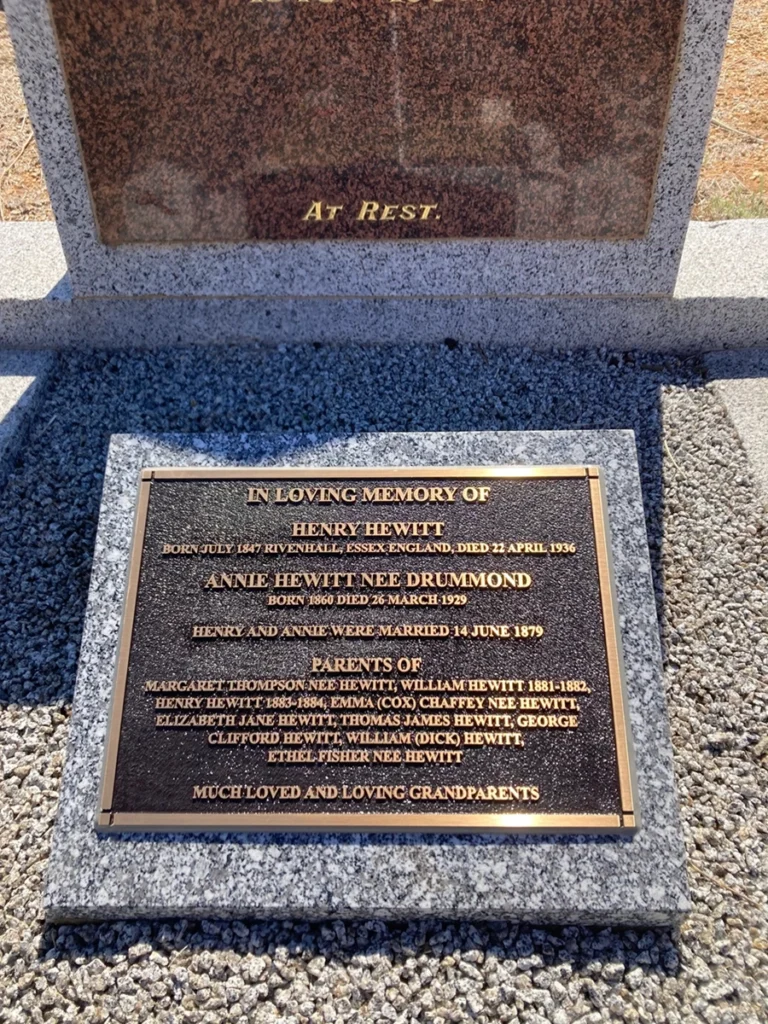 At Rest.
IN LOVING MEMORY OF
HENRY HEWITT
BORN JULY 1847 RIVENHALL, ESSEX ENGLAND, DIED 22 APRIL 1936
ANNIE HEWITT NEE DRUMMOND
BORN 1860 DIED 26 MARCH 1929
HENRY AND ANNIE WERE MARRIED 14 JUNE 1879
PARENTS OF
MARGARET THOMPSON NEE HEWITT, WILLIAM HEWITT 1881-1882,
HENRY HEWITT 1883-1884, EMMA (COX) CHAFFEY NEE HEWITT,
ELIZABETH JANE HEWITT, THOMAS JAMES HEWITT, GEORGE
CLIFFORD HEWITT, WILLIAM (DICK) HEWITT,
ETHEL FISHER NEE HEWITT
MUCH LOVED AND LOVING GRANDPARENTS